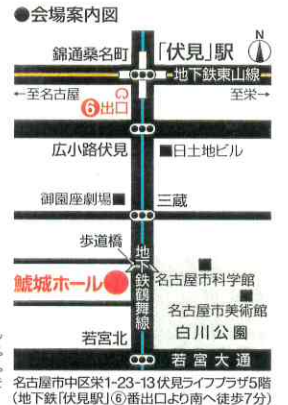 ●会場案内図
N
錦通桑名町 「伏見」駅
地下鉄東山線
←至名古屋 至栄→
⑥出口
広小路伏見 ■日土地ビル
御園座劇場■ 三蔵
歩道橋
地下鉄鶴舞線
鯱城ホール
名古屋市科学館
名古屋市美術館
若宮北 白川公園
若宮大通
名古屋市中区栄1-23-13伏見ライフプラザ5階
(地下鉄「伏見駅」⑥番出口より南へ徒歩7分)